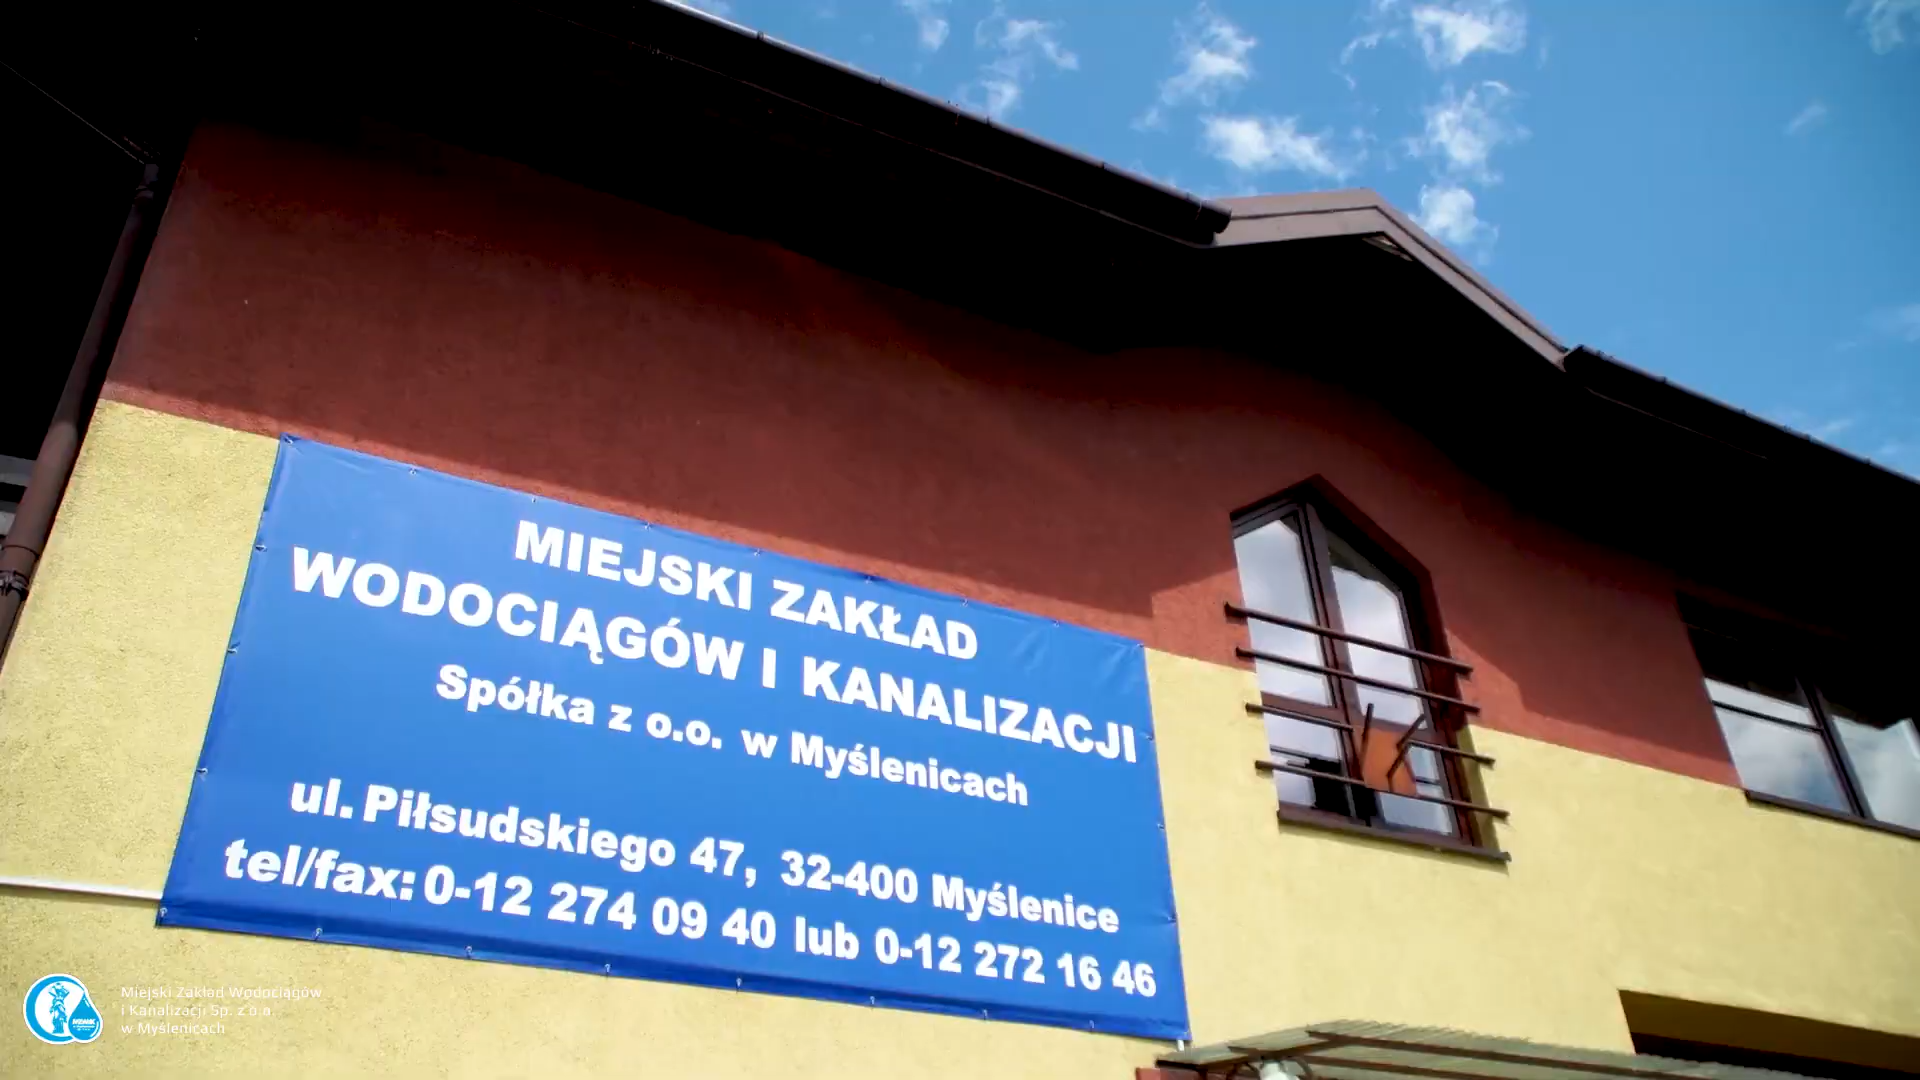 MIEJSKI ZAKŁAD
WODOCIĄGÓW I KANALIZACJI
Spółka z o.o. w Myślenicach
ul. Piłsudskiego 47, 32-400 Myślenice
tel/fax: 0-12 274 09 40 lub 0-12 272 16 46
Miejski Zakład Wodociągów
i Kanalizacji Sp. z o.o.
w Myślenicach